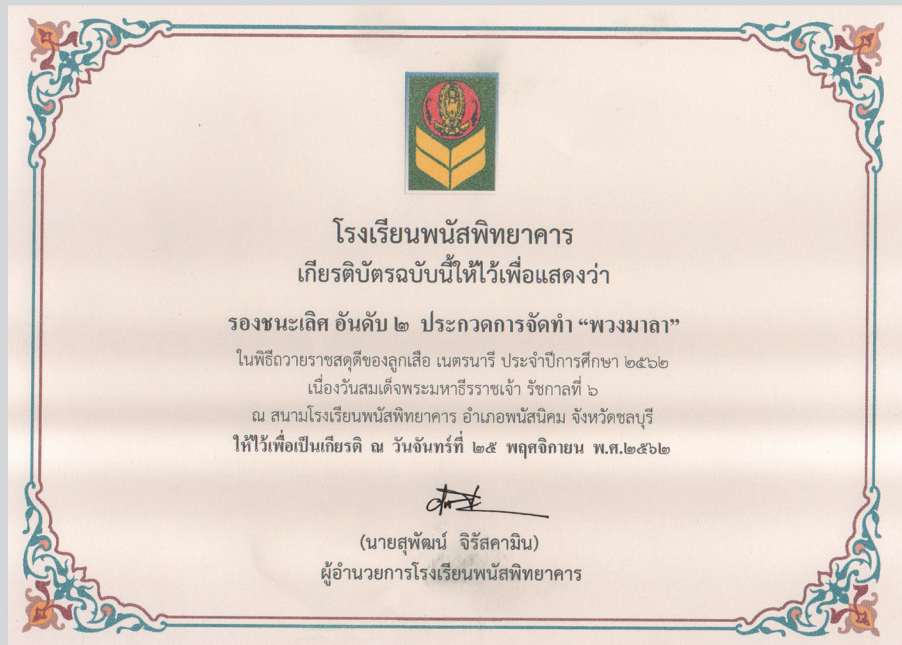 โรงเรียนพนัสพิทยาคาร
เกียรติบัตรฉบับนี้ให้ไว้เพื่อแสดงว่า
รองชนะเลิศ อันดับ ๒ ประกวดการจัดทำ “พวงมาลา”
ในพิธีถวายราชสดุดีของลูกเสือ เนตรนารี ประจำปีการศึกษา ๒๕๖๒
เนื่องวันสมเด็จพระมหาธีรราชเจ้า รัชกาลที่ ๖
ณ สนามโรงเรียนพนัสพิทยาคาร อำเภอพนัสนิคม จังหวัดชลบุรี
ให้ไว้เพื่อเป็นเกียรติ ณ วันจันทร์ที่ ๒๕ พฤศจิกายน พ.ศ.๒๕๖๒
(นายสุพัฒน์ จิรัสคามิน)
ผู้อำนวยการโรงเรียนพนัสพิทยาคาร